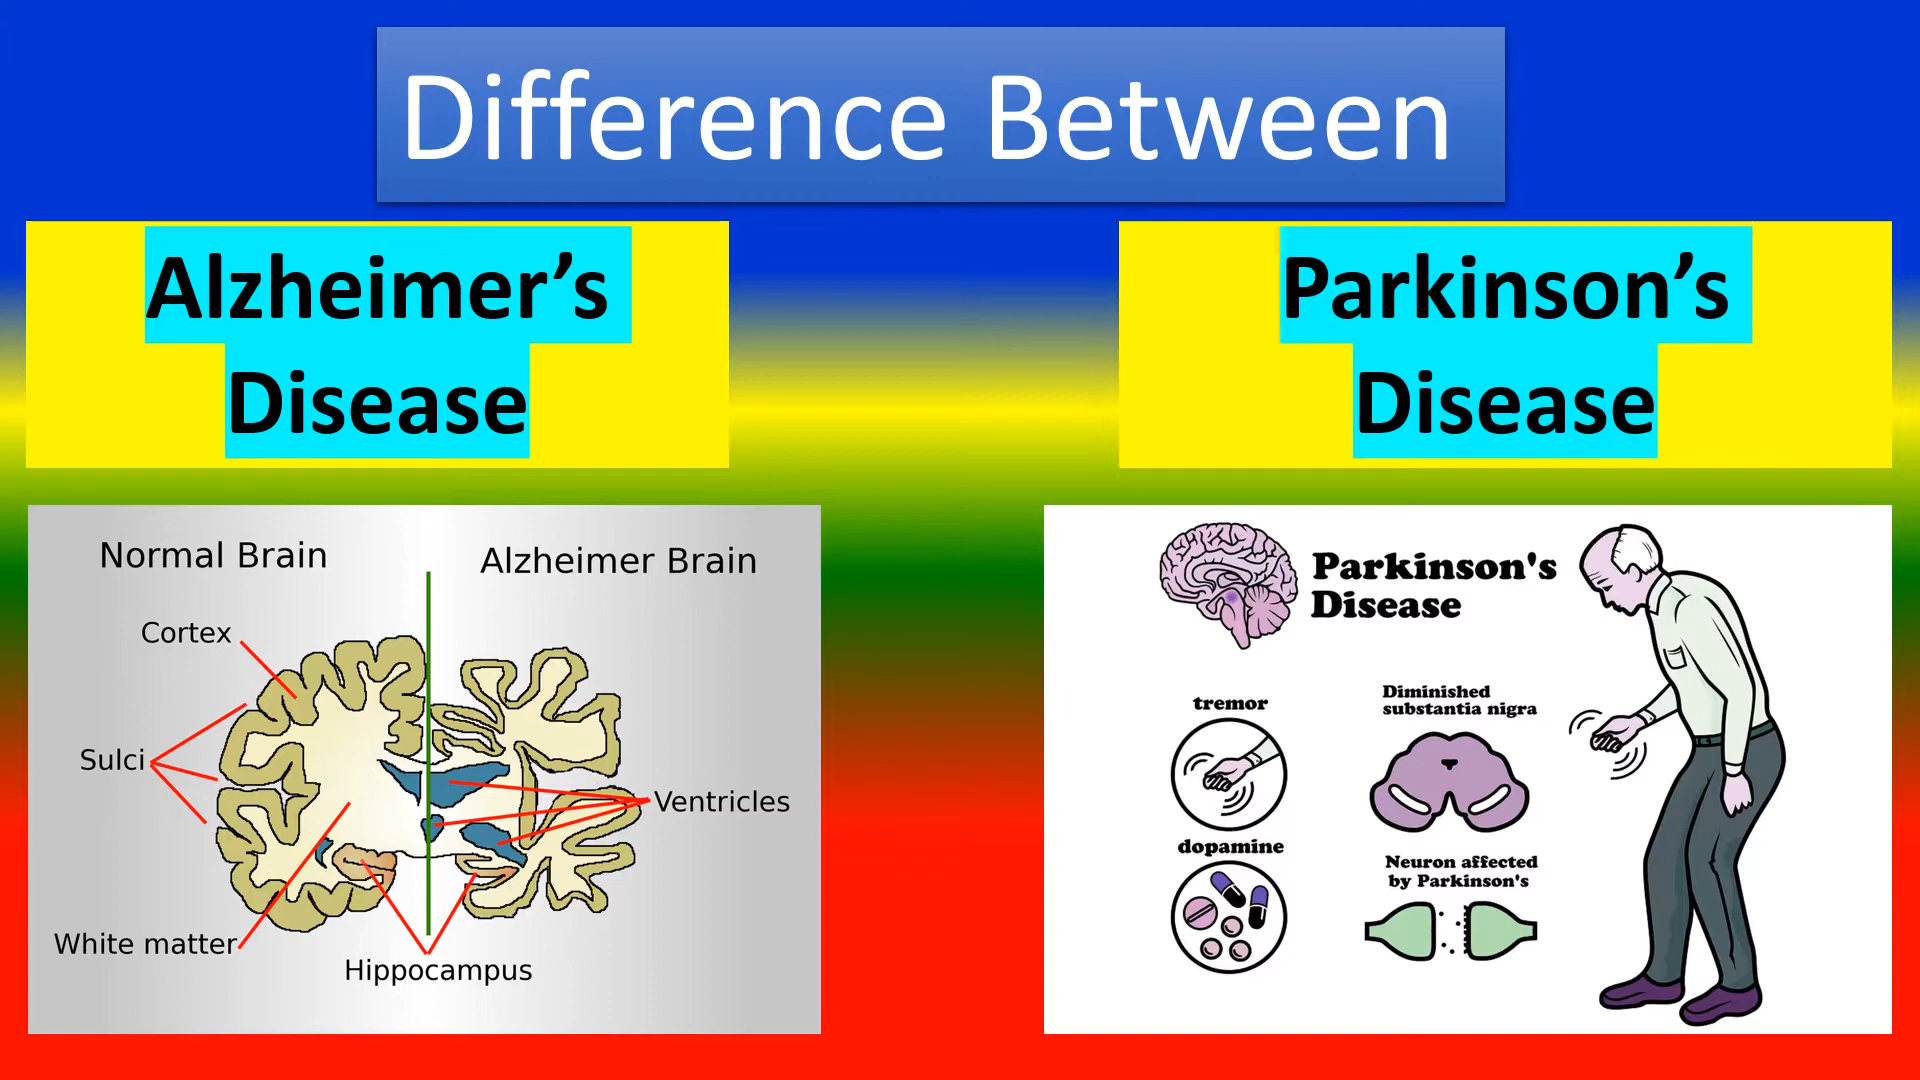 Difference Between
Alzheimer’s
Disease
Parkinson’s
Disease
Normal Brain
Alzheimer Brain
Cortex
Sulci
Ventricles
White matter
Hippocampus
Parkinson's
Disease
tremor
Diminished
substantia nigra
dopamine
Neuron affected
by Parkinson's